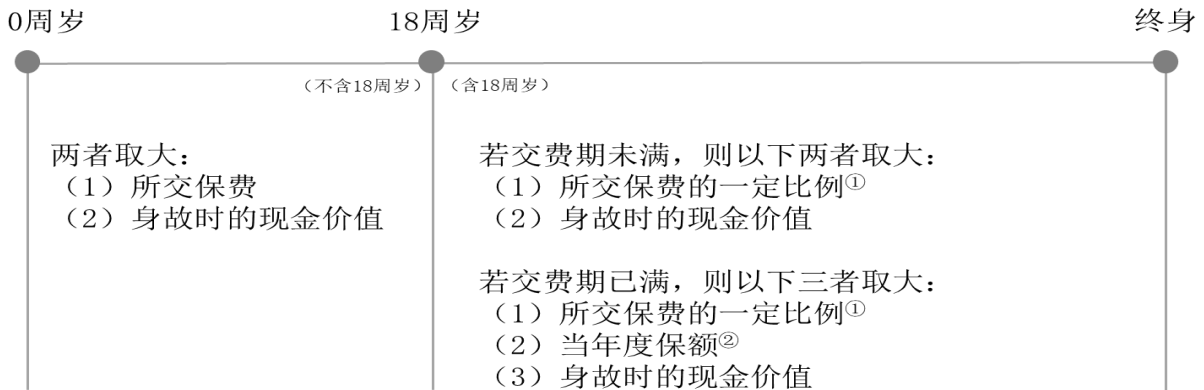 0周岁
18周岁
终身
（不含18周岁）
（含18周岁）
两者取大：
（1）所交保费
（2）身故时的现金价值
若交费期未满，则以下两者取大：
（1）所交保费的一定比例①
（2）身故时的现金价值
若交费期已满，则以下三者取大：
（1）所交保费的一定比例①
（2）当年度保额②
（3）身故时的现金价值